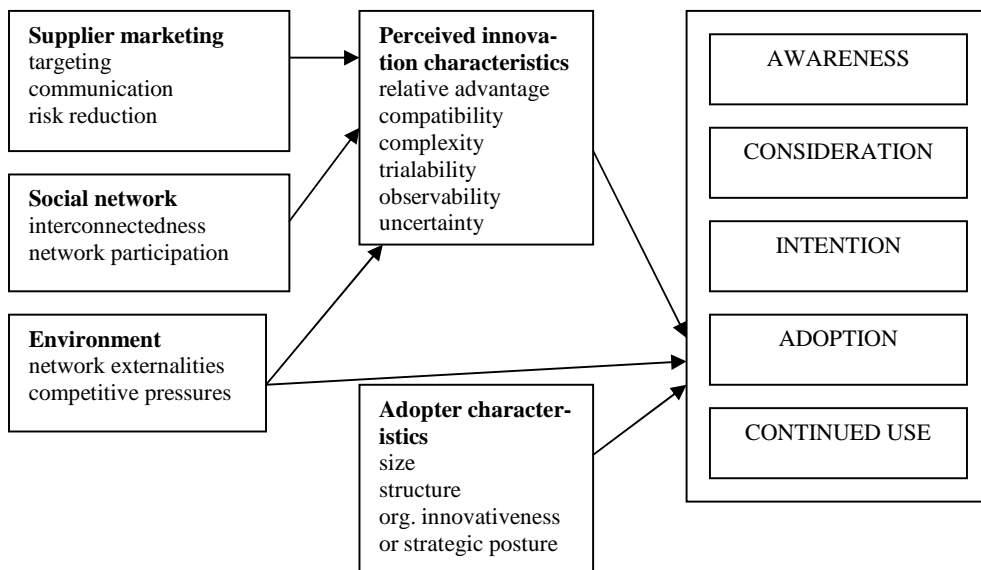 Supplier marketing
targeting
communication
risk reduction
Social network
interconnectedness
network participation
Environment
network externalities
competitive pressures
Perceived innova-
tion characteristics
relative advantage
compatibility
complexity
trialability
observability
uncertainty
Adopter character-
istics
size
structure
org. innovativeness
or strategic posture
AWARENESS
CONSIDERATION
INTENTION
ADOPTION
CONTINUED USE